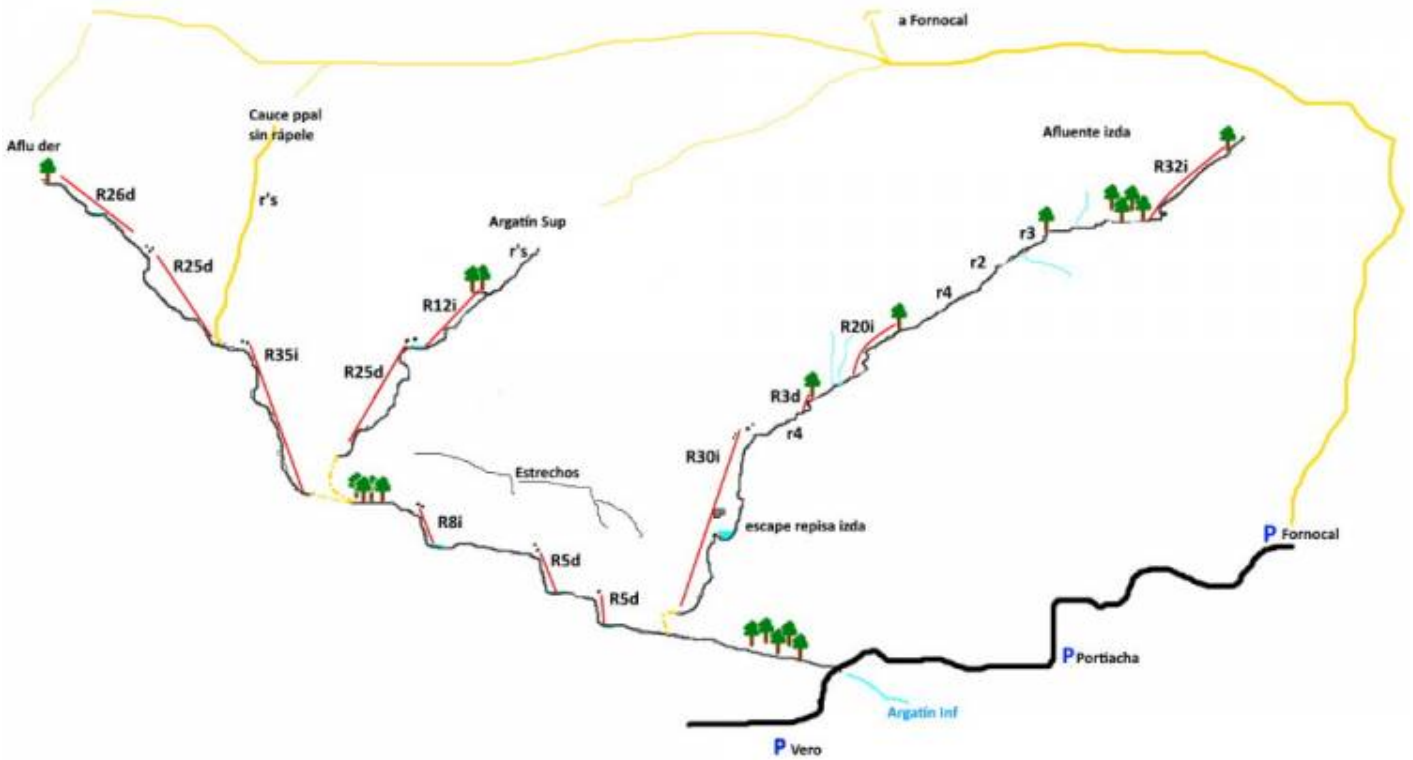 a Fornocal
Cauce ppal
sin rápele
Aflu der
Afluente izda
R32i
R26d
r's
Argatín Sup
r's
r3
r2
R25d
r4
R12i
R20i
R35i
R25d
R3d
r4
R30i
Estrechos
R8i
escape repisa izda
P Fornocal
R5d
R5d
P Portiacha
Argatín Inf
P Vero